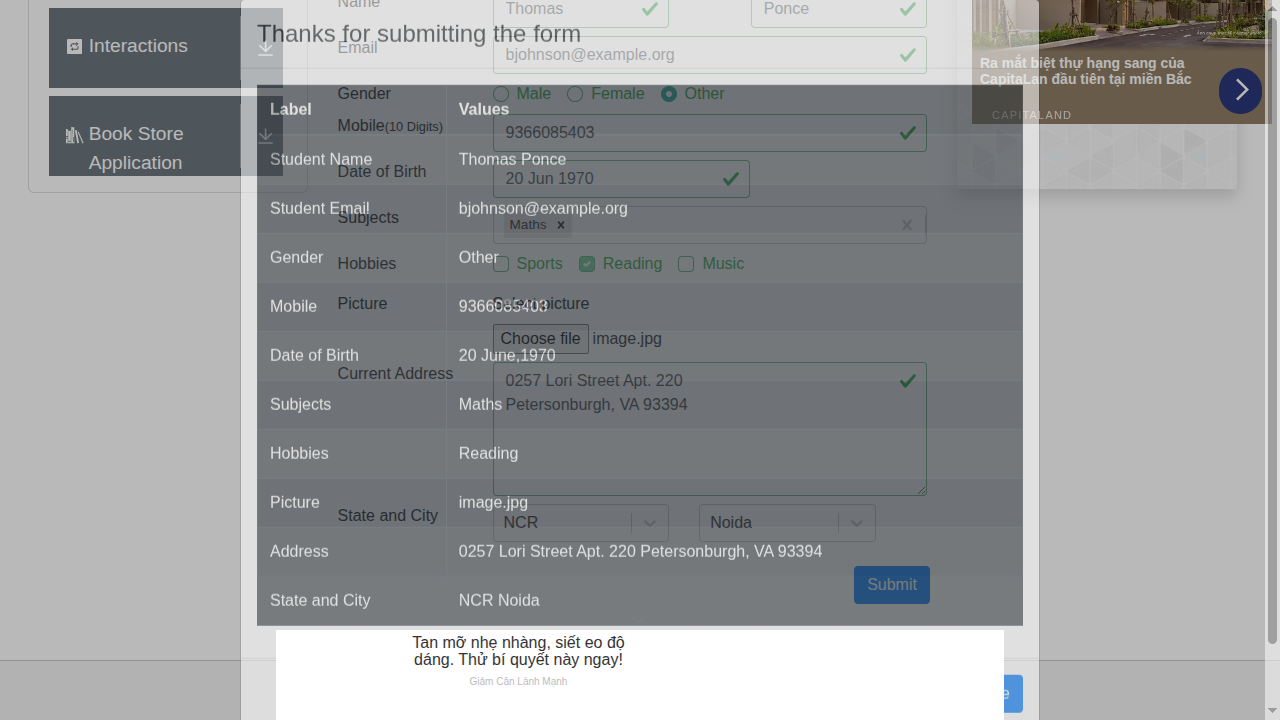 Interactions
Book Store
Application
Name
Thomas
Ponce
Thanks for submitting the form
Email
bjohnson@example.org
Gender
Male
Female
Other
Mobile(10 Digits)
9366085403
Date of Birth
20 Jun 1970
Subjects
Maths ×
Hobbies
Sports
Reading
Music
Picture
Select picture
Choose file image.jpg
Current Address
0257 Lori Street Apt. 220
Petersonburgh, VA 93394
State and City
NCR
Noida
Submit
Label Values
Student Name Thomas Ponce
Student Email bjohnson@example.org
Gender Other
Mobile 9366085403
Date of Birth 20 June,1970
Subjects Maths
Hobbies Reading
Picture image.jpg
Address 0257 Lori Street Apt. 220 Petersonburgh, VA 93394
State and City NCR Noida
Ra mắt biệt thự hạng sang của
CapitaLan đầu tiên tại miền Bắc
CAPITALAND
Tan mỡ nhẹ nhàng, siết eo độ
dáng. Thử bí quyết này ngay!
Giảm Cân Lành Mạnh
e